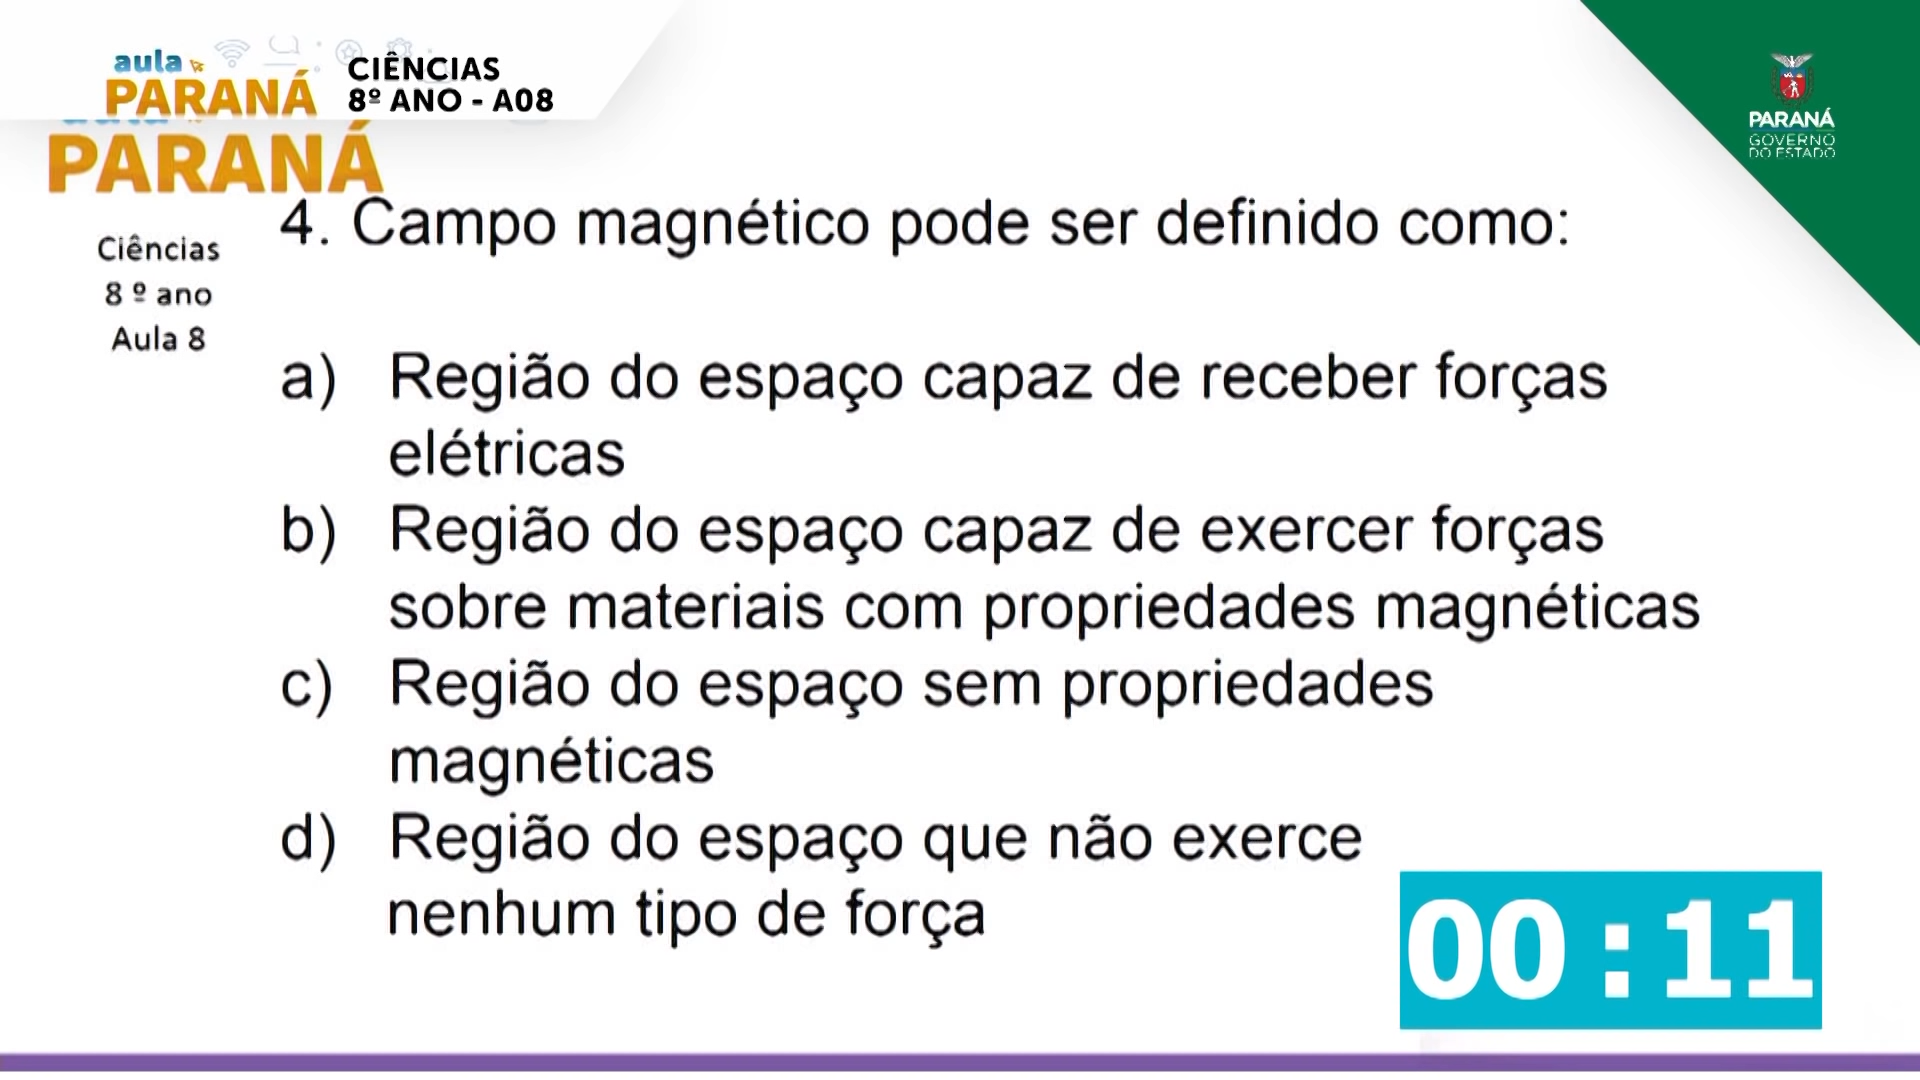 aula
PARANÁ
CIÊNCIAS
8º ANO - A08
PARANÁ
PARANÁ
GOVERNO
DO ESTADO
Ciências
8 º ano
Aula 8
4. Campo magnético pode ser definido como:
a) Região do espaço capaz de receber forças
elétricas
b) Região do espaço capaz de exercer forças
sobre materiais com propriedades magnéticas
c) Região do espaço sem propriedades
magnéticas
d) Região do espaço que não exerce
nenhum tipo de força
00:11